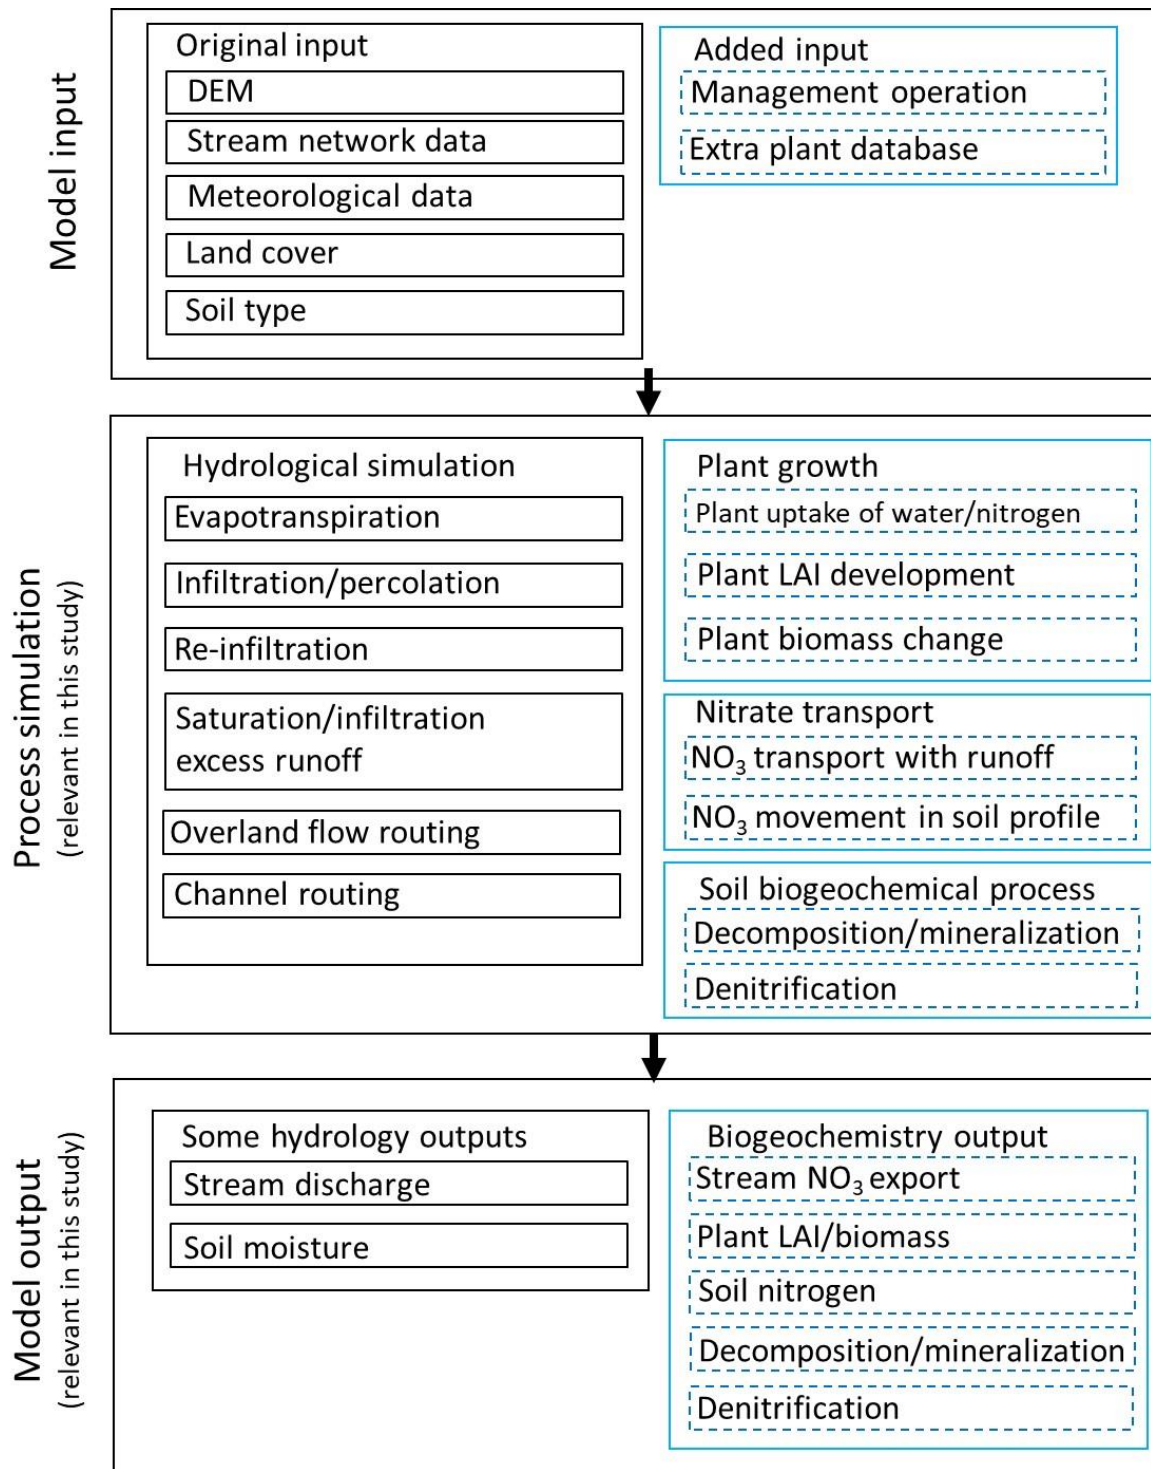 Model input
Original input
DEM
Stream network data
Meteorological data
Land cover
Soil type
Added input
Management operation
Extra plant database
Process simulation
(relevant in this study)
Hydrological simulation
Evapotranspiration
Infiltration/percolation
Re-infiltration
Saturation/infiltration
excess runoff
Overland flow routing
Channel routing
Plant growth
Plant uptake of water/nitrogen
Plant LAI development
Plant biomass change
Nitrate transport
NO₃ transport with runoff
NO₃ movement in soil profile
Soil biogeochemical process
Decomposition/mineralization
Denitrification
Model output
(relevant in this study)
Some hydrology outputs
Stream discharge
Soil moisture
Biogeochemistry output
Stream NO₃ export
Plant LAI/biomass
Soil nitrogen
Decomposition/mineralization
Denitrification